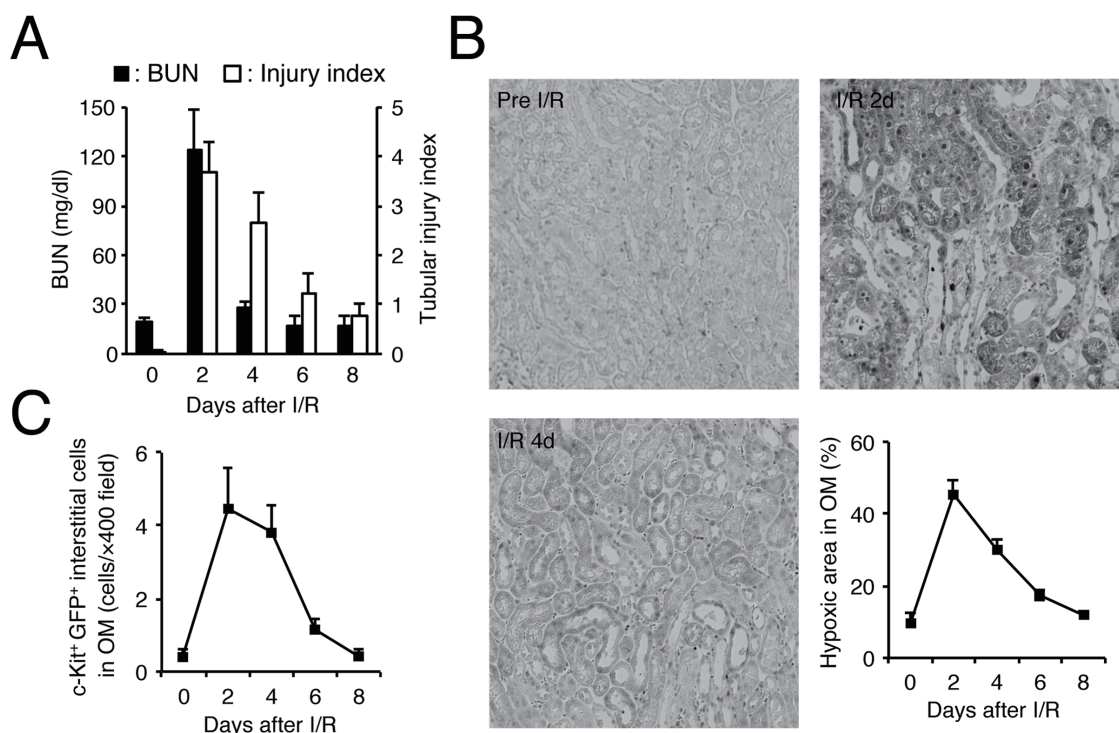 A
■: BUN □: Injury index
BUN (mg/dl)
150
120
90
60
30
0
5
4
3
2
1
0
Tubular injury index
0 2 4 6 8
Days after I/R
B
Pre I/R
I/R 2d
I/R 4d
Hypoxic area in OM (%)
60
40
20
0
0 2 4 6 8
Days after I/R
C
c-Kit⁺ GFP⁺ interstitial cells
in OM (cells/×400 field)
6
4
2
0
0 2 4 6 8
Days after I/R